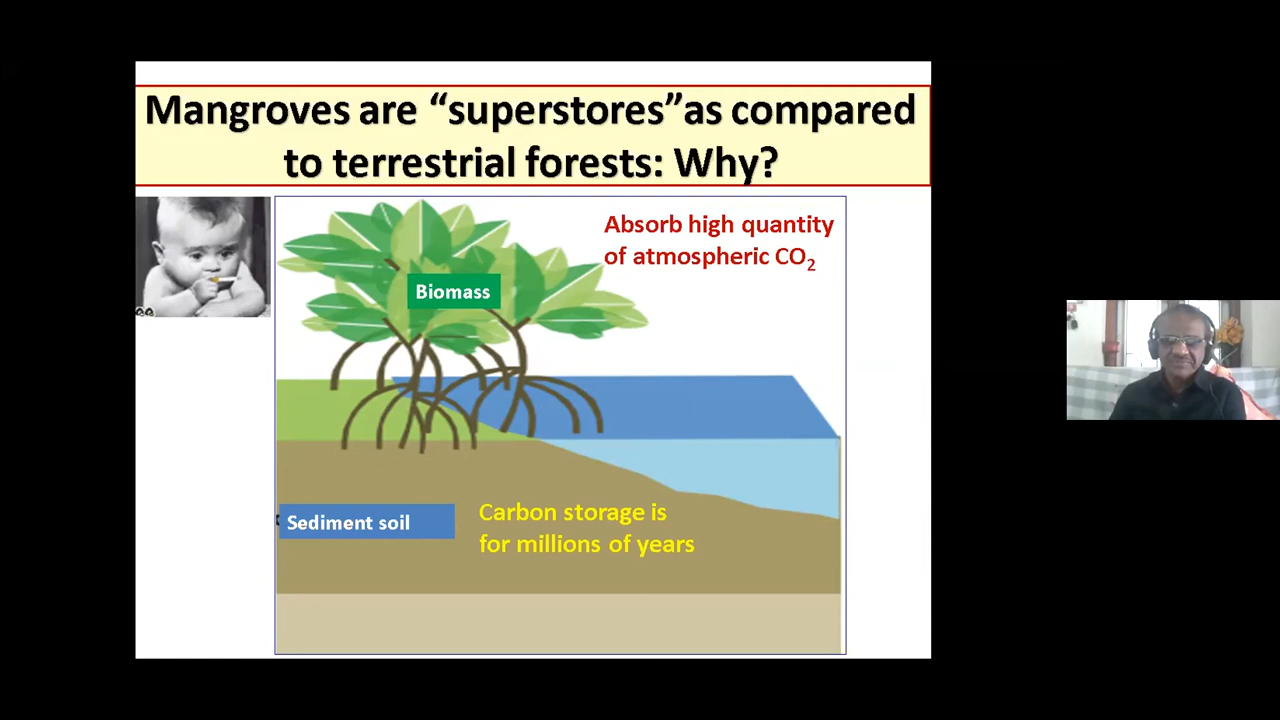 Mangroves are “superstores”as compared
to terrestrial forests: Why?
Absorb high quantity
of atmospheric CO₂
Biomass
Sediment soil
Carbon storage is
for millions of years